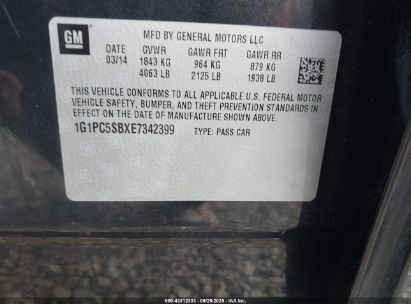 GM
MFD BY GENERAL MOTORS LLC
DATE GVWR GAWR FRT GAWR RR
03/14 1843 KG 964 KG 879 KG
4063 LB 2125 LB 1938 LB
THIS VEHICLE CONFORMS TO ALL APPLICABLE U.S. FEDERAL MOTOR
VEHICLE SAFETY, BUMPER, AND THEFT PREVENTION STANDARDS IN
EFFECT ON THE DATE OF MANUFACTURE SHOWN ABOVE.
1G1PC5SBXE7342399 TYPE: PASS CAR